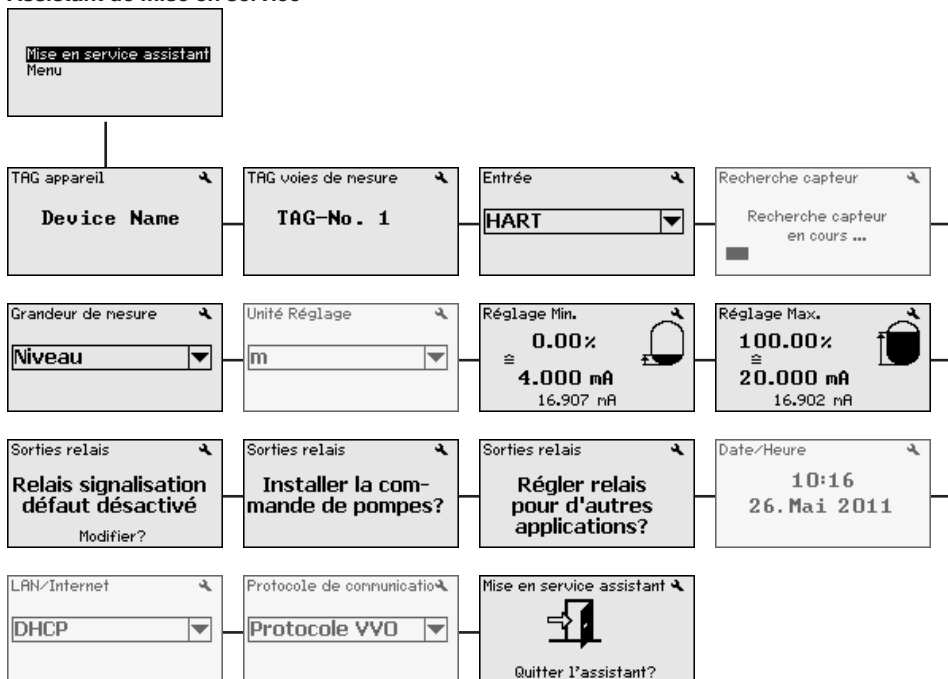 Assistant de mise en service
Mise en service assistant
Menu
TAG appareil
Device Name
TAG voies de mesure
TAG-No. 1
Entrée
HART
Recherche capteur
Recherche capteur
en cours ...
Grandeur de mesure
Niveau
Unité Réglage
m
Réglage Min.
0.00%
≙
4.000 mA
16.907 mA
Réglage Max.
100.00%
≙
20.000 mA
16.902 mA
Sorties relais
Relais signalisation
défaut désactivé
Modifier?
Sorties relais
Installer la com-
mande de pompes?
Sorties relais
Régler relais
pour d'autres
applications?
Date/Heure
10:16
26.Mai 2011
LAN/Internet
DHCP
Protocole de communicatio
Protocole VVO
Mise en service assistant
Quitter l'assistant?